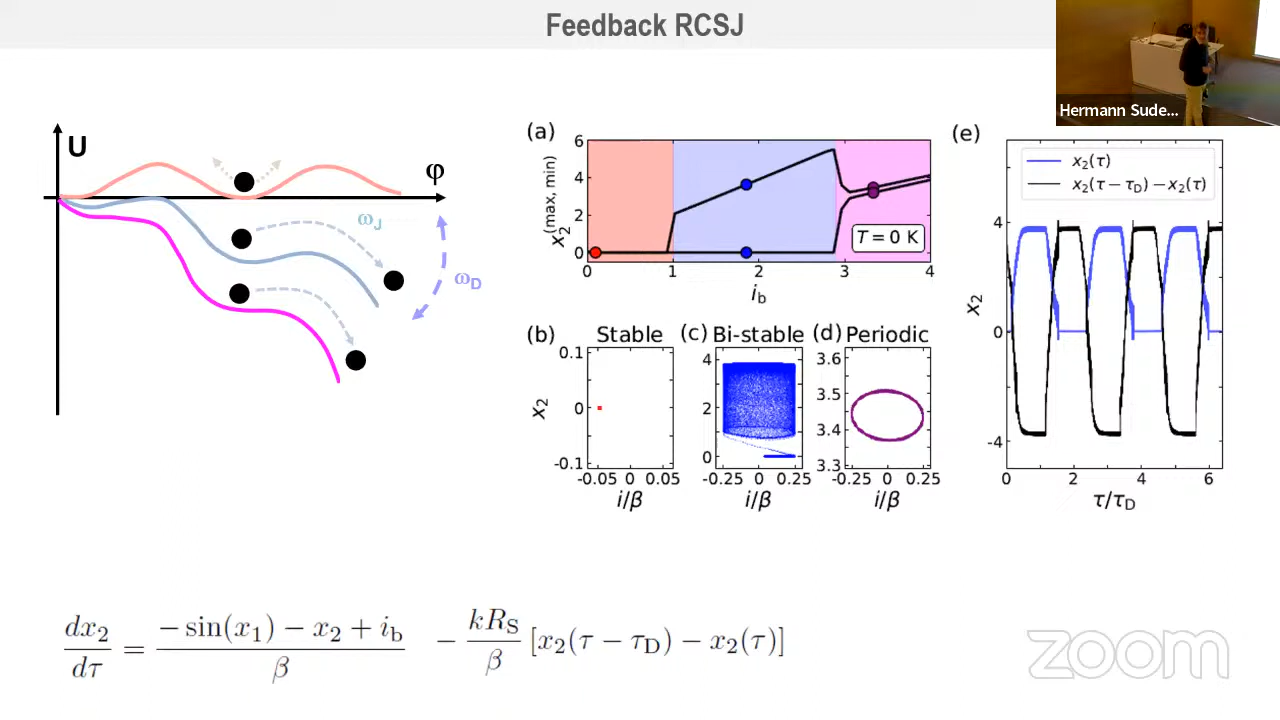 Feedback RCSJ
Hermann Sude...
U
φ
ω_J
ω_D
(a)
x_2^(max, min)
6
4
2
0
T = 0 K
0 1 2 3 4
i_b
(b) Stable
0.1
0
-0.1
x_2
-0.05 0 0.05
i/β
(c) Bi-stable
4
2
0
-0.25 0 0.25
i/β
(d) Periodic
3.6
3.5
3.4
3.3
-0.25 0 0.25
i/β
(e)
x_2(τ)
x_2(τ − τ_D) − x_2(τ)
4
0
-4
x_2
0 2 4 6
τ/τ_D
dx_2/dτ = (− sin(x_1) − x_2 + i_b)/β − (kR_S/β) [x_2(τ − τ_D) − x_2(τ)]
zoom